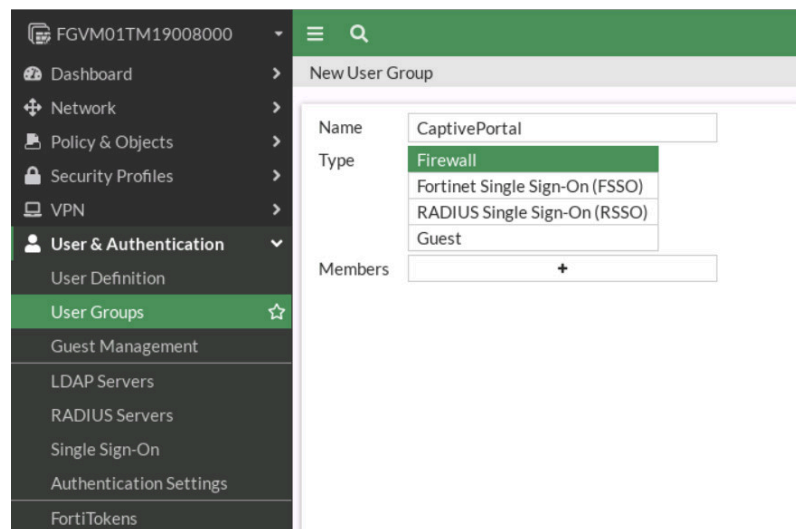 FGVM01TM19008000
Dashboard
Network
Policy & Objects
Security Profiles
VPN
User & Authentication
User Definition
User Groups
Guest Management
LDAP Servers
RADIUS Servers
Single Sign-On
Authentication Settings
FortiTokens
New User Group
Name CaptivePortal
Type Firewall
Fortinet Single Sign-On (FSSO)
RADIUS Single Sign-On (RSSO)
Guest
Members +